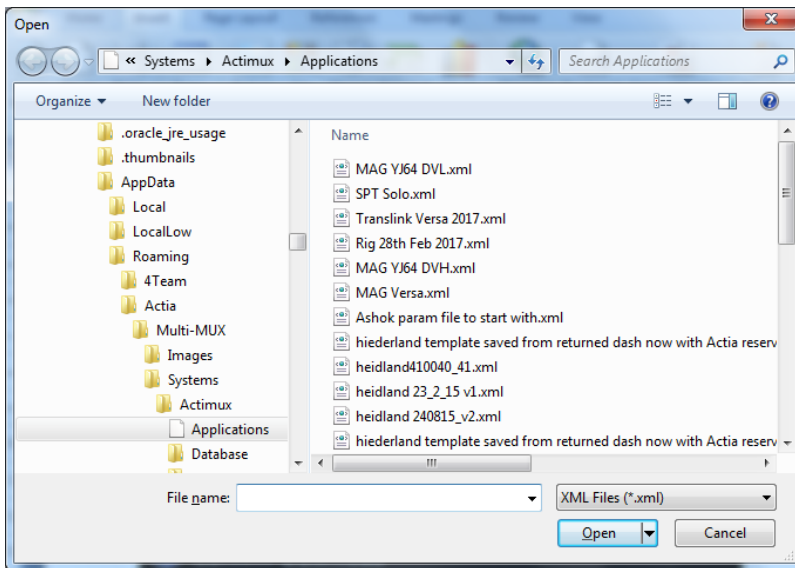 Open
« Systems Actimux Applications
Search Applications
Organize New folder
.oracle_jre_usage
.thumbnails
AppData
Local
LocalLow
Roaming
4Team
Actia
Multi-MUX
Images
Systems
Actimux
Applications
Database
Name
MAG YJ64 DVL.xml
SPT Solo.xml
Translink Versa 2017.xml
Rig 28th Feb 2017.xml
MAG YJ64 DVH.xml
MAG Versa.xml
Ashok param file to start with.xml
hiederland template saved from returned dash now with Actia reserv
heidland410040_41.xml
heidland 23_2_15 v1.xml
heidland 240815_v2.xml
hiederland template saved from returned dash now with Actia reserv
File name:
XML Files (*.xml)
Open
Cancel